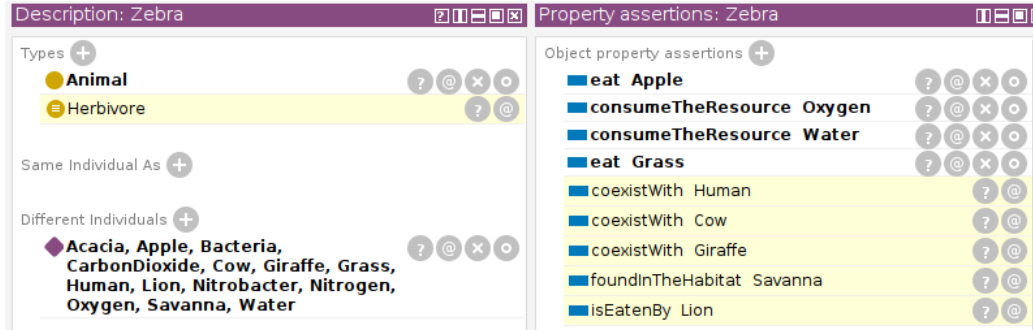 Description: Zebra
Types
Animal
Herbivore
Same Individual As
Different Individuals
Acacia, Apple, Bacteria,
CarbonDioxide, Cow, Giraffe, Grass,
Human, Lion, Nitrobacter, Nitrogen,
Oxygen, Savanna, Water
Property assertions: Zebra
Object property assertions
eat Apple
consumeTheResource Oxygen
consumeTheResource Water
eat Grass
coexistWith Human
coexistWith Cow
coexistWith Giraffe
foundInTheHabitat Savanna
isEatenBy Lion